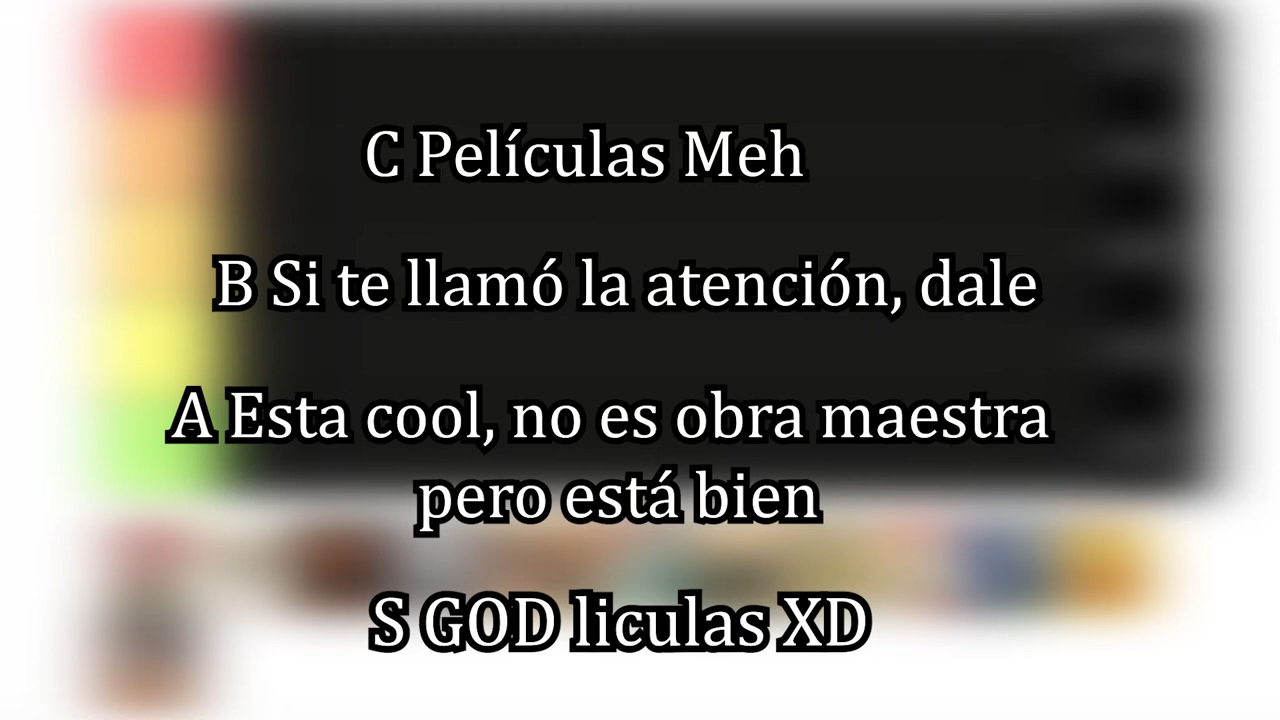 C Películas Meh
B Si te llamó la atención, dale
A Esta cool, no es obra maestra
pero está bien
S GOD liculas XD